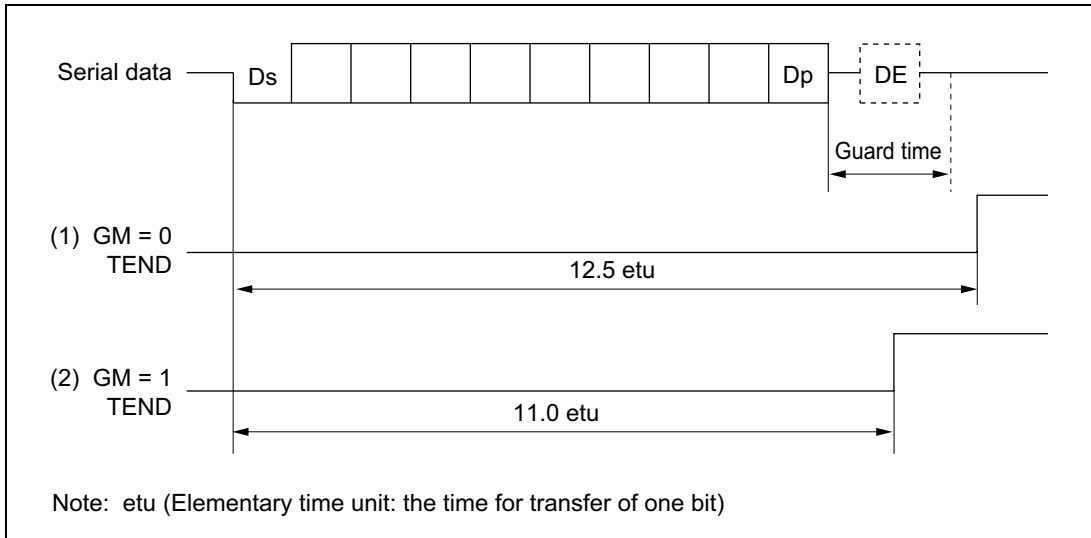 Serial data
Ds
Dp
DE
Guard time
(1) GM = 0
TEND
12.5 etu
(2) GM = 1
TEND
11.0 etu
Note: etu (Elementary time unit: the time for transfer of one bit)